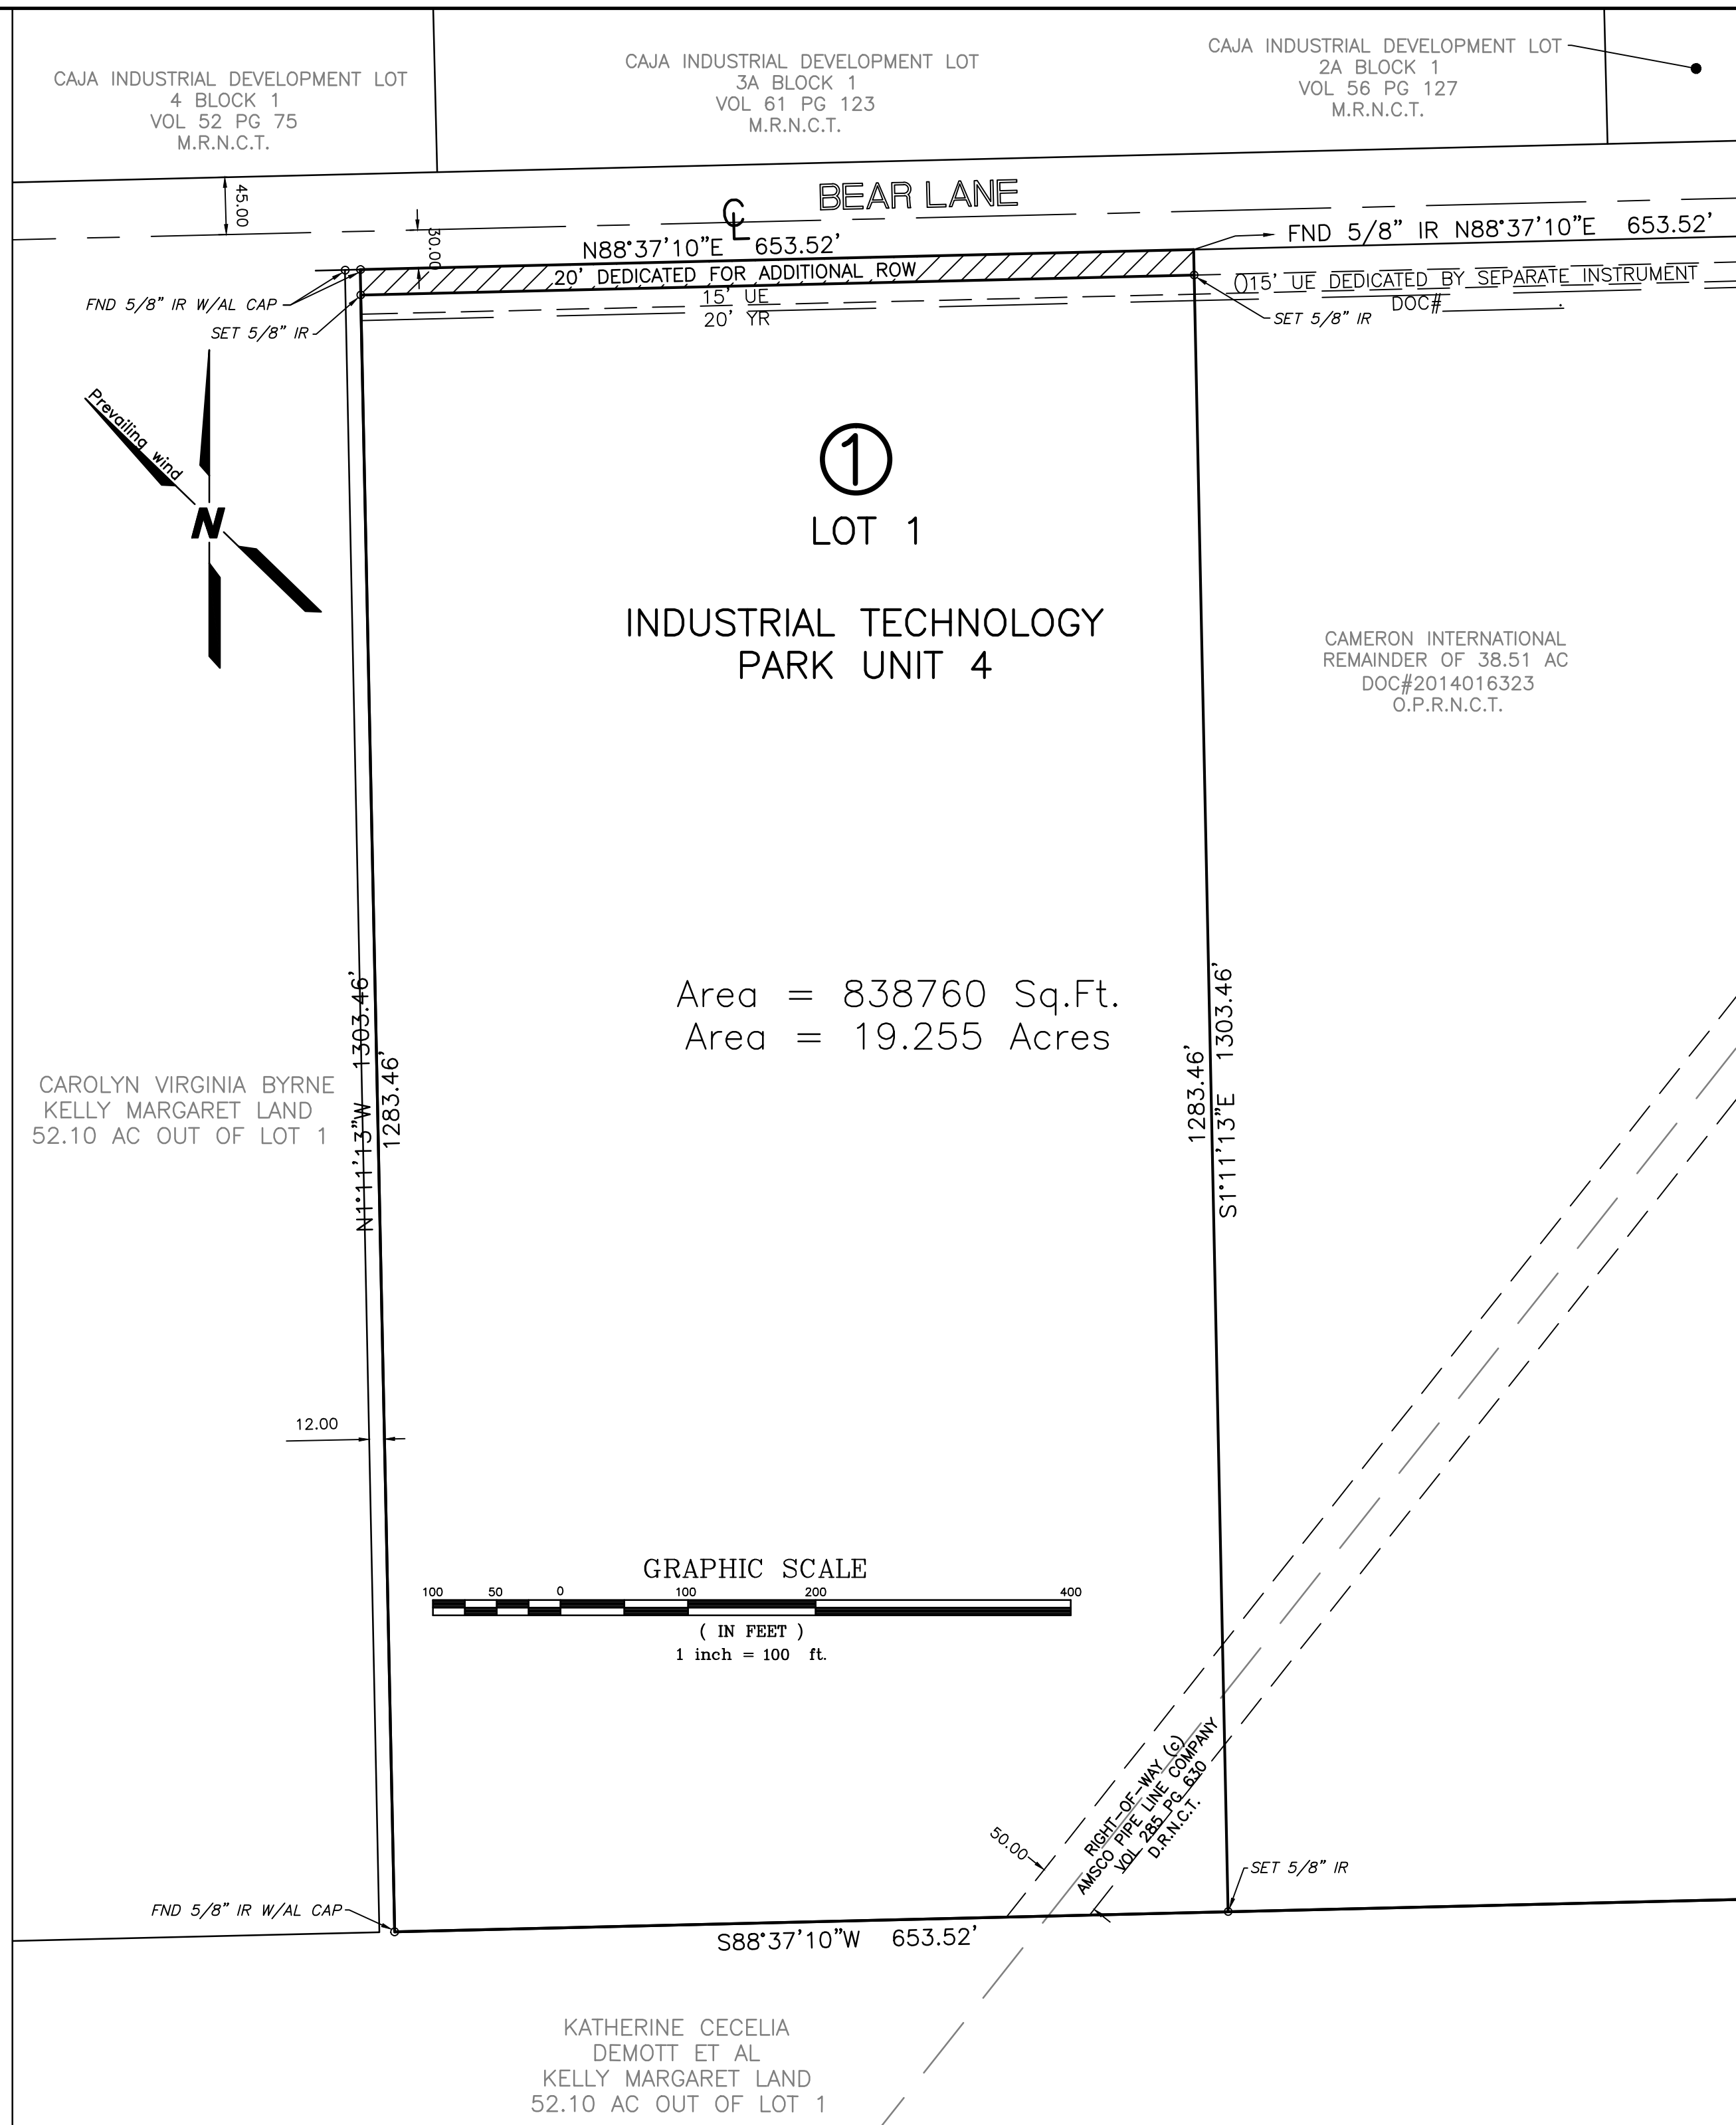 CAJA INDUSTRIAL DEVELOPMENT LOT
4 BLOCK 1
VOL 52 PG 75
M.R.N.C.T.
CAJA INDUSTRIAL DEVELOPMENT LOT
3A BLOCK 1
VOL 61 PG 123
M.R.N.C.T.
CAJA INDUSTRIAL DEVELOPMENT LOT
2A BLOCK 1
VOL 56 PG 127
M.R.N.C.T.
45.00
30.00
℄
BEAR LANE
N88°37'10"E 653.52'
FND 5/8" IR N88°37'10"E 653.52'
20' DEDICATED FOR ADDITIONAL ROW
15' UE
20' YR
()15' UE DEDICATED BY SEPARATE INSTRUMENT
DOC#____________.
FND 5/8" IR W/AL CAP
SET 5/8" IR
SET 5/8" IR
Prevailing wind
N
1
LOT 1
INDUSTRIAL TECHNOLOGY
PARK UNIT 4
CAMERON INTERNATIONAL
REMAINDER OF 38.51 AC
DOC#2014016323
O.P.R.N.C.T.
Area = 838760 Sq.Ft.
Area = 19.255 Acres
N1°11'13"W 1303.46'
1283.46'
1283.46'
S1°11'13"E 1303.46'
CAROLYN VIRGINIA BYRNE
KELLY MARGARET LAND
52.10 AC OUT OF LOT 1
12.00
GRAPHIC SCALE
100 50 0 100 200 400
( IN FEET )
1 inch = 100 ft.
RIGHT-OF-WAY (c)
AMSCO PIPE LINE COMPANY
VOL 285 PG 630
D.R.N.C.T.
50.00
SET 5/8" IR
FND 5/8" IR W/AL CAP
S88°37'10"W 653.52'
KATHERINE CECELIA
DEMOTT ET AL
KELLY MARGARET LAND
52.10 AC OUT OF LOT 1